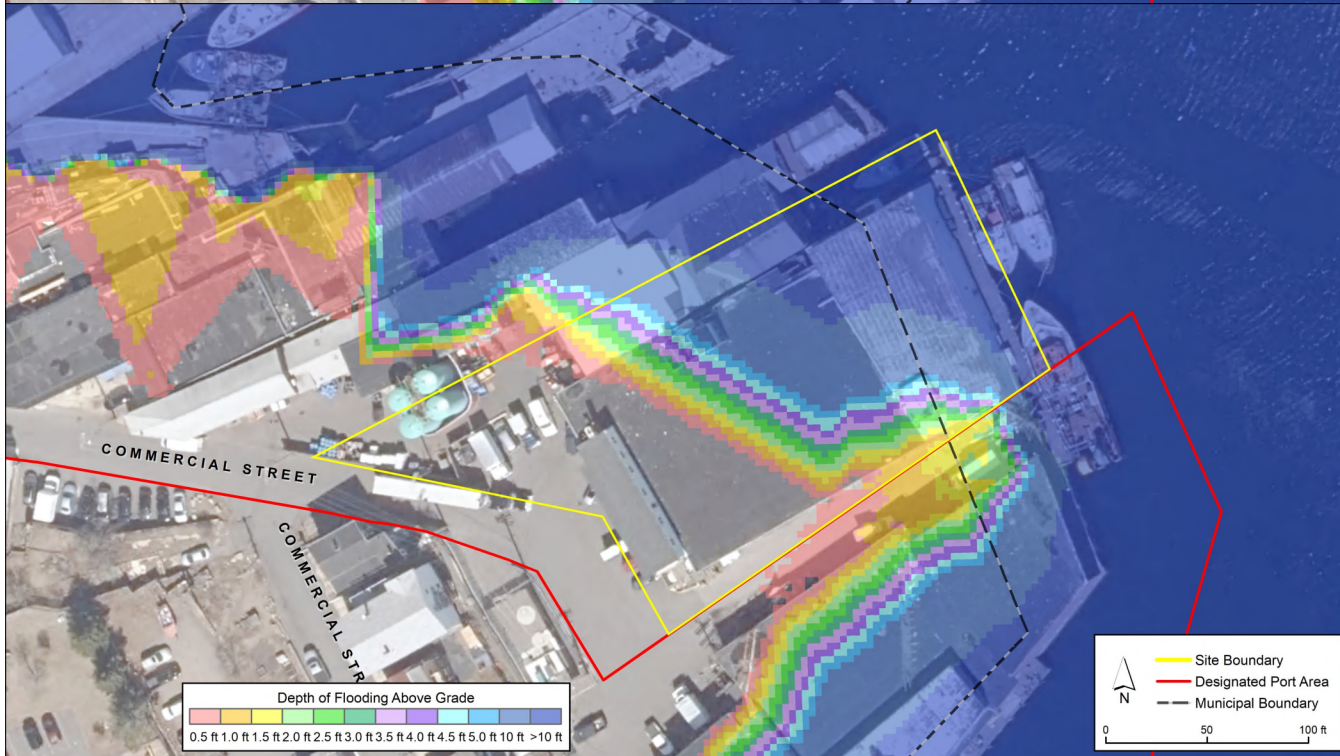 COMMERCIAL STREET
COMMERCIAL STR
Depth of Flooding Above Grade
0.5 ft 1.0 ft 1.5 ft 2.0 ft 2.5 ft 3.0 ft 3.5 ft 4.0 ft 4.5 ft 5.0 ft 10 ft >10 ft
N
Site Boundary
Designated Port Area
Municipal Boundary
0 50 100 ft